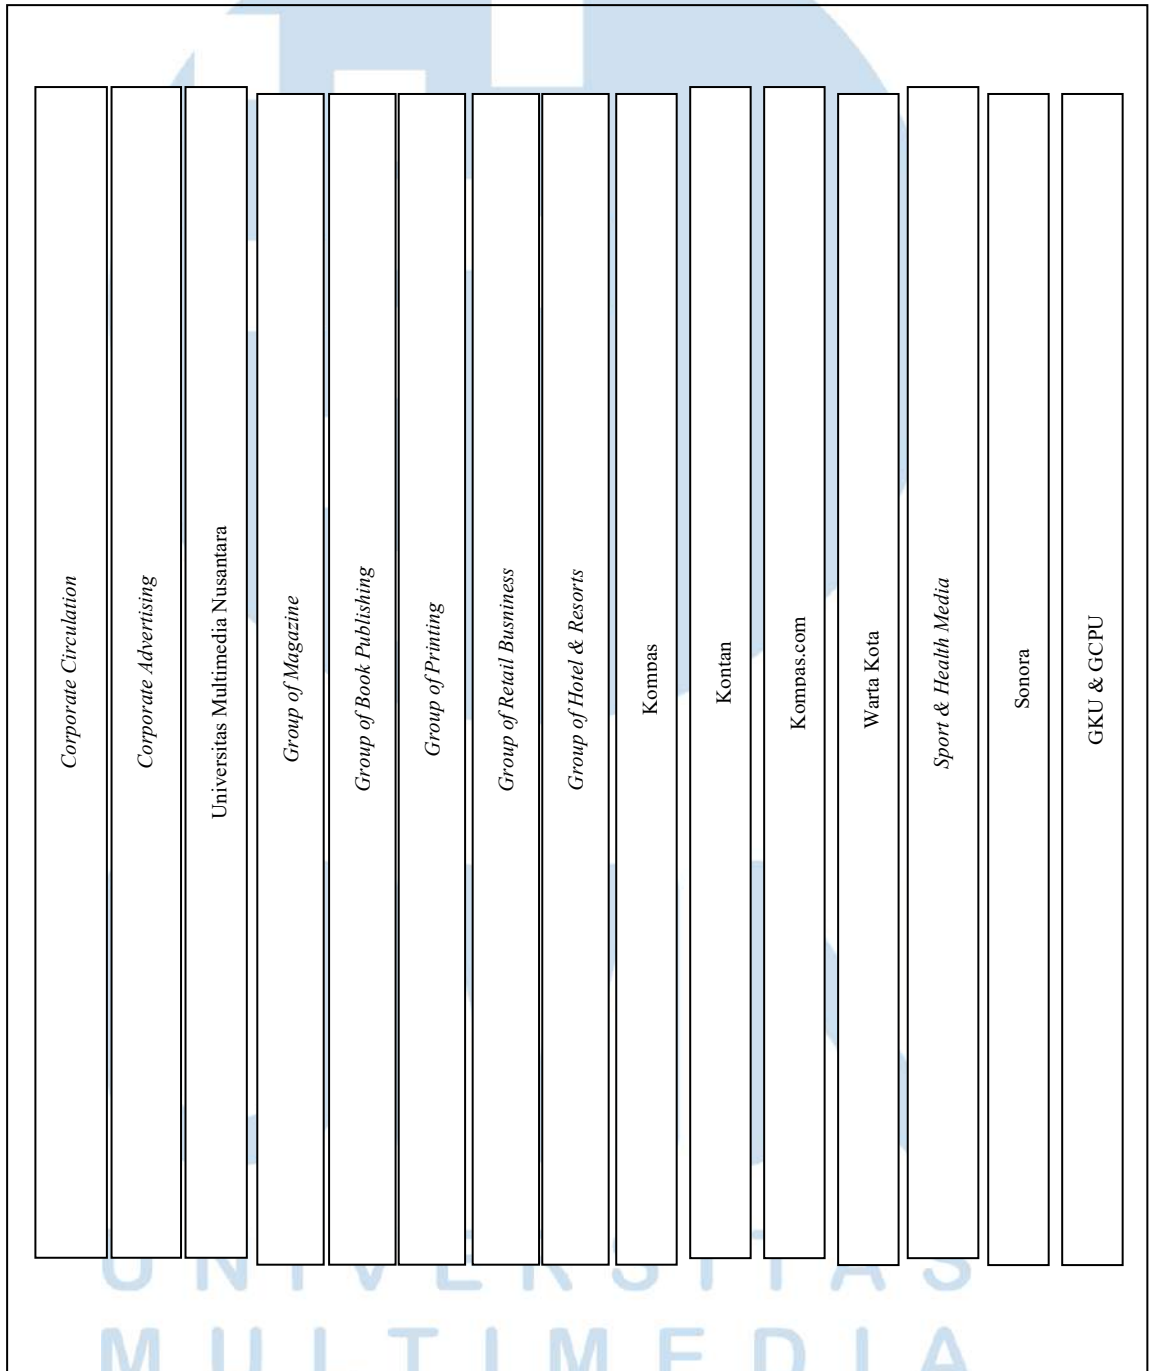 Corporate Circulation
Corporate Advertising
Universitas Multimedia Nusantara
Group of Magazine
Group of Book Publishing
Group of Printing
Group of Retail Busniness
Group of Hotel & Resorts
Kompas
Kontan
Kompas.com
Warta Kota
Sport & Health Media
Sonora
GKU & GCPU
UNIVERSITAS
MULTIMEDIA